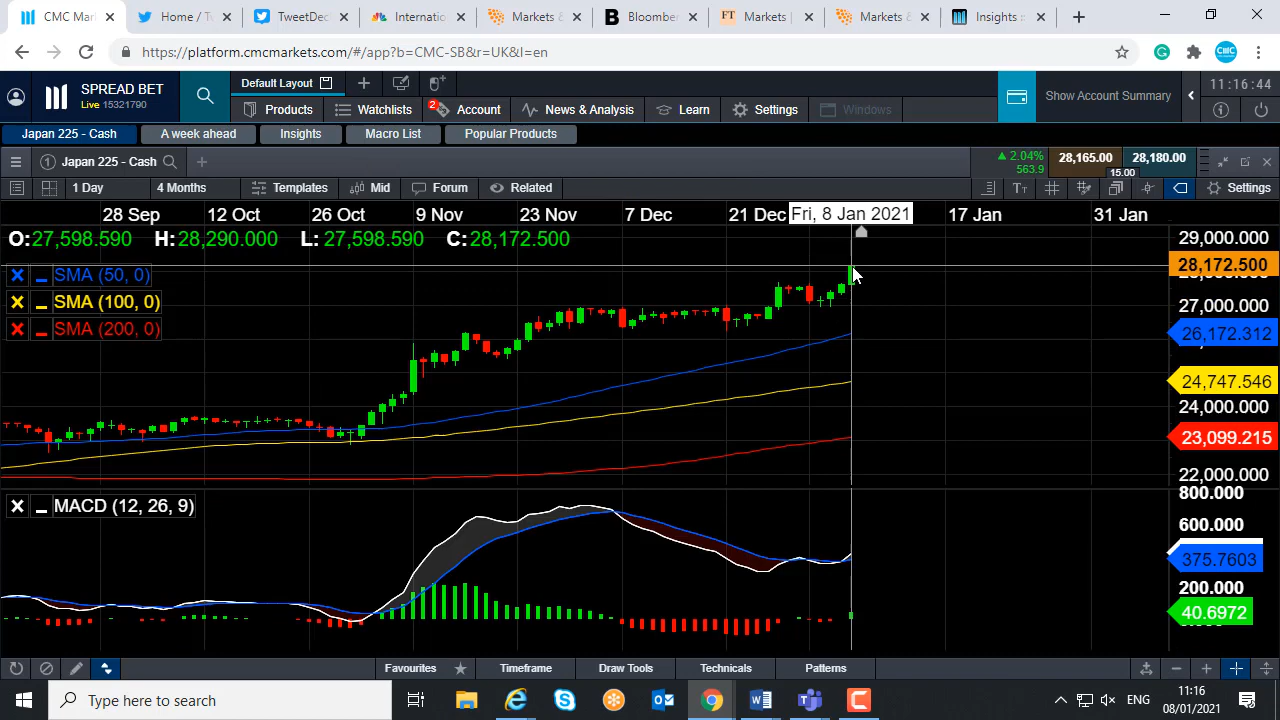 CMC Mar
Home / Tw
TweetDec
Internatio
Markets &
Bloomber
FT
Markets |
Markets &
Insights
https://platform.cmcmarkets.com/#/app?b=CMC-SB&r=UK&l=en
SPREAD BET
Live 15321790
Default Layout
11:16:44
Products
Watchlists
2
Account
News & Analysis
Learn
Settings
Windows
Show Account Summary
Japan 225 - Cash
A week ahead
Insights
Macro List
Popular Products
1 Japan 225 - Cash
2.04%
563.9
28,165.00
28,180.00
15.00
1 Day
4 Months
Templates
Mid
Forum
Related
Settings
28 Sep
12 Oct
26 Oct
9 Nov
23 Nov
7 Dec
21 Dec
Fri, 8 Jan 2021
17 Jan
31 Jan
O:27,598.590 H:28,290.000 L:27,598.590 C:28,172.500
29,000.000
28,172.500
27,000.000
26,172.312
24,747.546
24,000.000
23,099.215
22,000.000
SMA (50, 0)
SMA (100, 0)
SMA (200, 0)
MACD (12, 26, 9)
800.000
600.000
375.7603
200.000
40.6972
Favourites
Timeframe
Draw Tools
Technicals
Patterns
Type here to search
ENG
11:16
08/01/2021